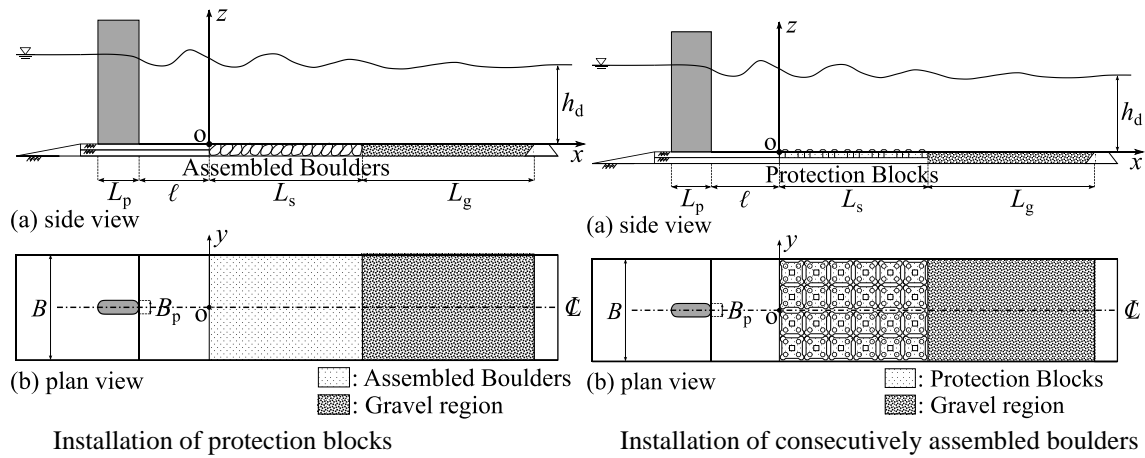 z
o
h_d
x
Assembled Boulders
L_p ℓ L_s L_g
(a) side view
y
B
B_p
o
℄
(b) plan view
: Assembled Boulders
: Gravel region
Installation of protection blocks
z
o
h_d
x
Protection Blocks
L_p ℓ L_s L_g
(a) side view
y
B
B_p
o
℄
(b) plan view
: Protection Blocks
: Gravel region
Installation of consecutively assembled boulders